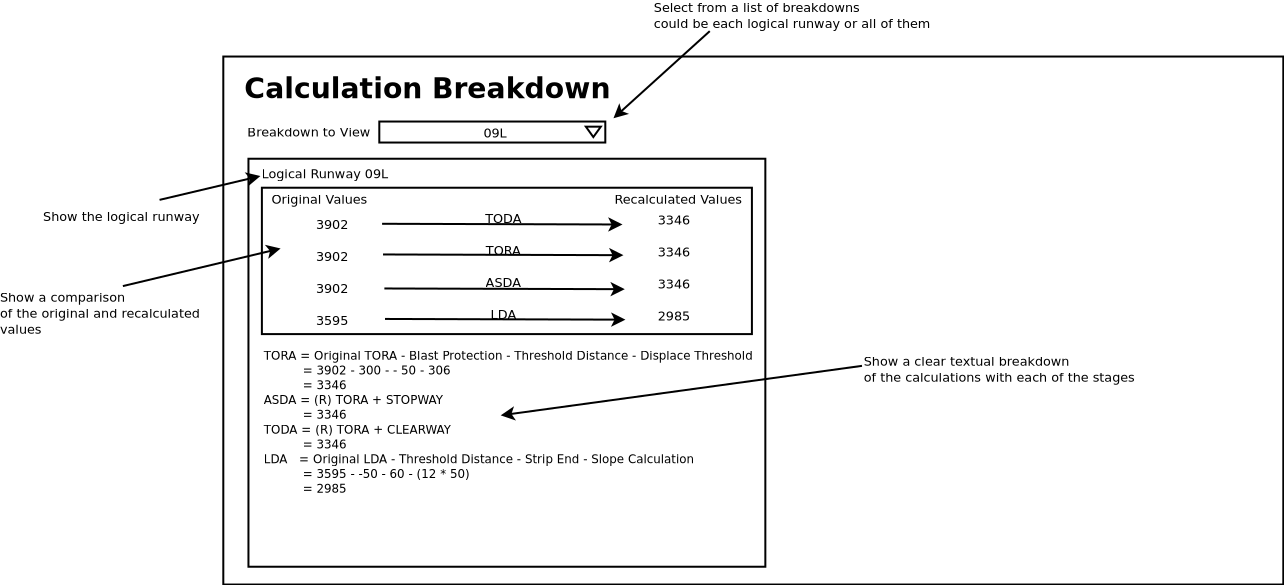 Select from a list of breakdowns
could be each logical runway or all of them
Calculation Breakdown
Breakdown to View 09L
Logical Runway 09L
Show the logical runway
Original Values Recalculated Values
3902 TODA 3346
3902 TORA 3346
3902 ASDA 3346
3595 LDA 2985
Show a comparison
of the original and recalculated
values
TORA = Original TORA - Blast Protection - Threshold Distance - Displace Threshold
= 3902 - 300 - - 50 - 306
= 3346
ASDA = (R) TORA + STOPWAY
= 3346
TODA = (R) TORA + CLEARWAY
= 3346
LDA = Original LDA - Threshold Distance - Strip End - Slope Calculation
= 3595 - -50 - 60 - (12 * 50)
= 2985
Show a clear textual breakdown
of the calculations with each of the stages